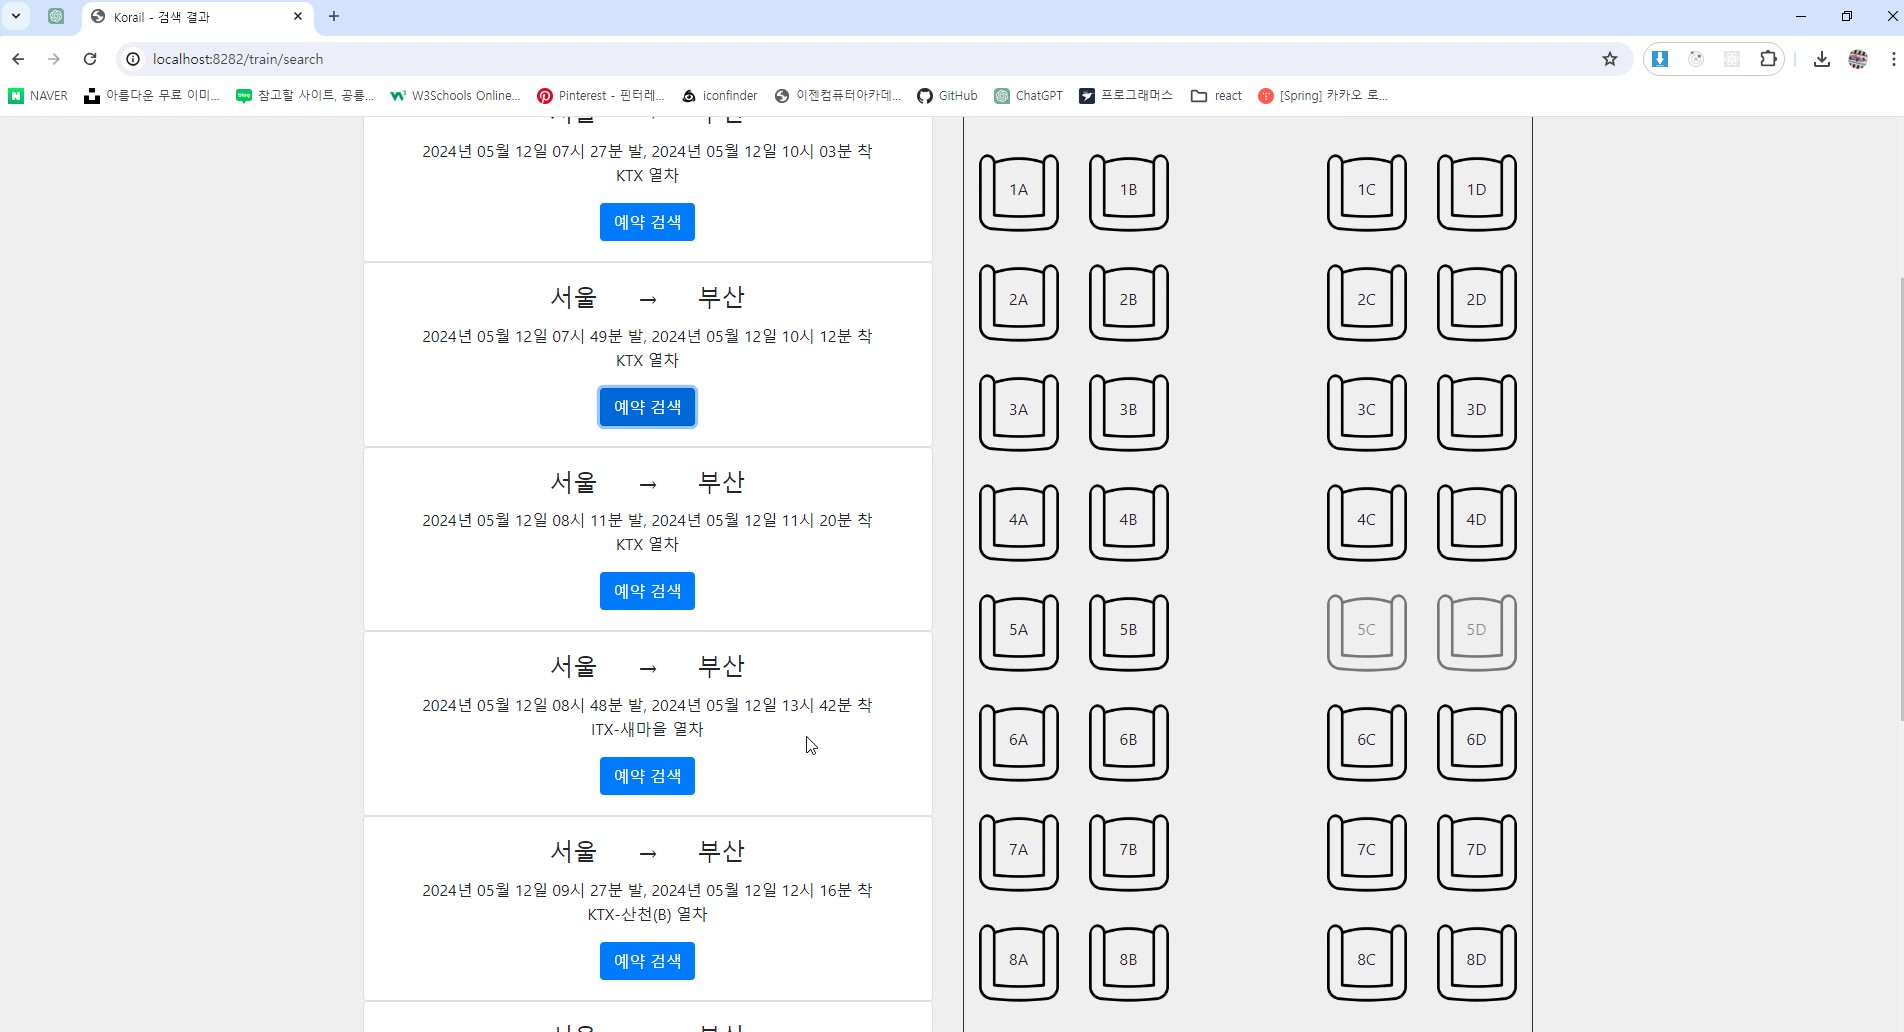 Korail - 검색 결과
localhost:8282/train/search
NAVER 아름다운 무료 이미... 참고할 사이트, 공룡... W3Schools Online... Pinterest - 핀터레... iconfinder 이젠컴퓨터아카데... GitHub ChatGPT 프로그래머스 react [Spring] 카카오 로...
2024년 05월 12일 07시 27분 발, 2024년 05월 12일 10시 03분 착
KTX 열차
예약 검색
서울 → 부산
2024년 05월 12일 07시 49분 발, 2024년 05월 12일 10시 12분 착
KTX 열차
예약 검색
서울 → 부산
2024년 05월 12일 08시 11분 발, 2024년 05월 12일 11시 20분 착
KTX 열차
예약 검색
서울 → 부산
2024년 05월 12일 08시 48분 발, 2024년 05월 12일 13시 42분 착
ITX-새마을 열차
예약 검색
서울 → 부산
2024년 05월 12일 09시 27분 발, 2024년 05월 12일 12시 16분 착
KTX-산천(B) 열차
예약 검색
1A 1B 1C 1D
2A 2B 2C 2D
3A 3B 3C 3D
4A 4B 4C 4D
5A 5B 5C 5D
6A 6B 6C 6D
7A 7B 7C 7D
8A 8B 8C 8D